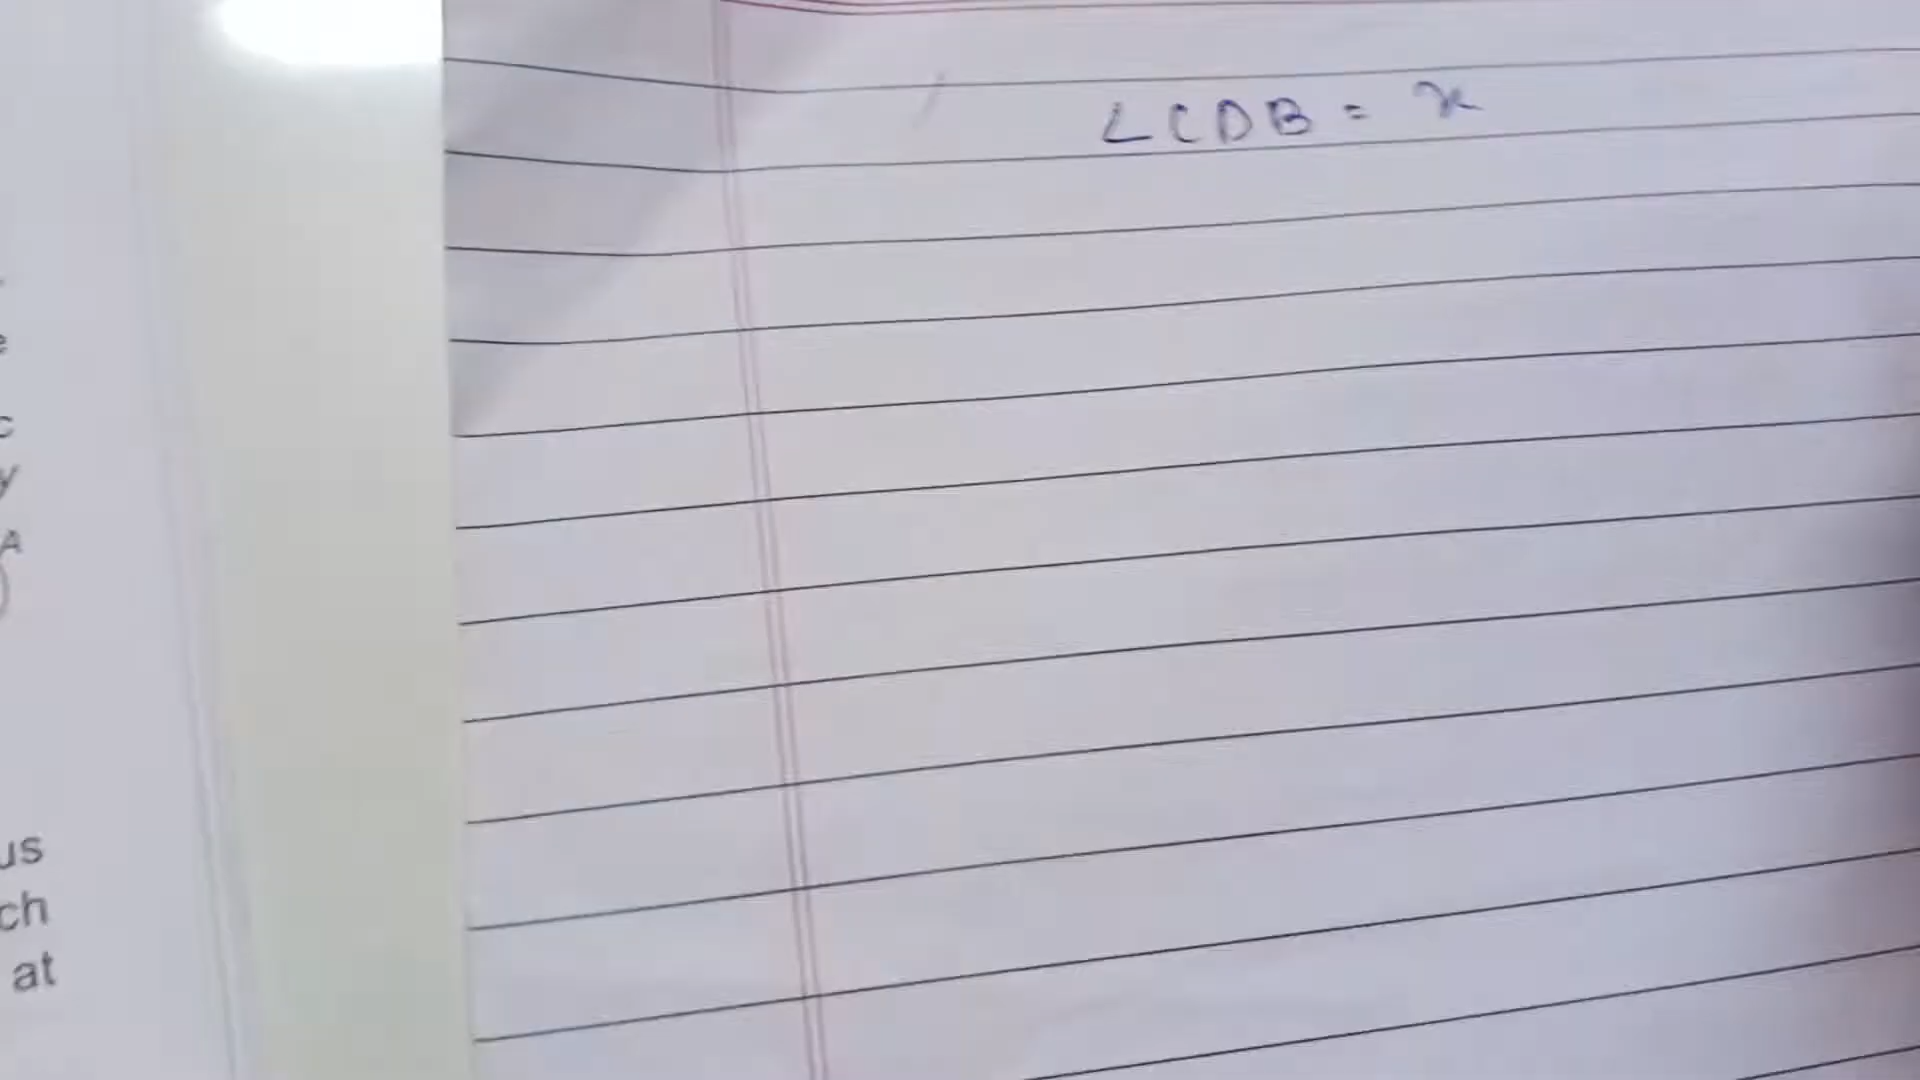 ∠CDB = x
A
us
ch
at